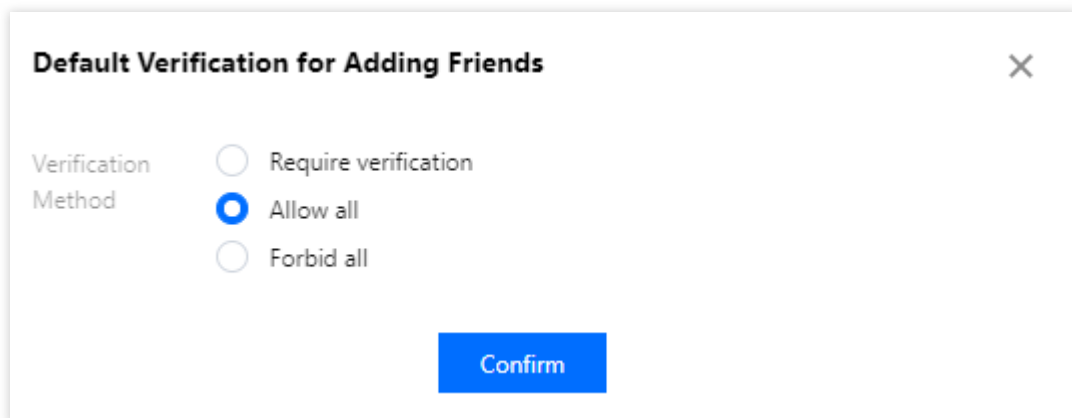 Default Verification for Adding Friends
Verification
Method
Require verification
Allow all
Forbid all
Confirm